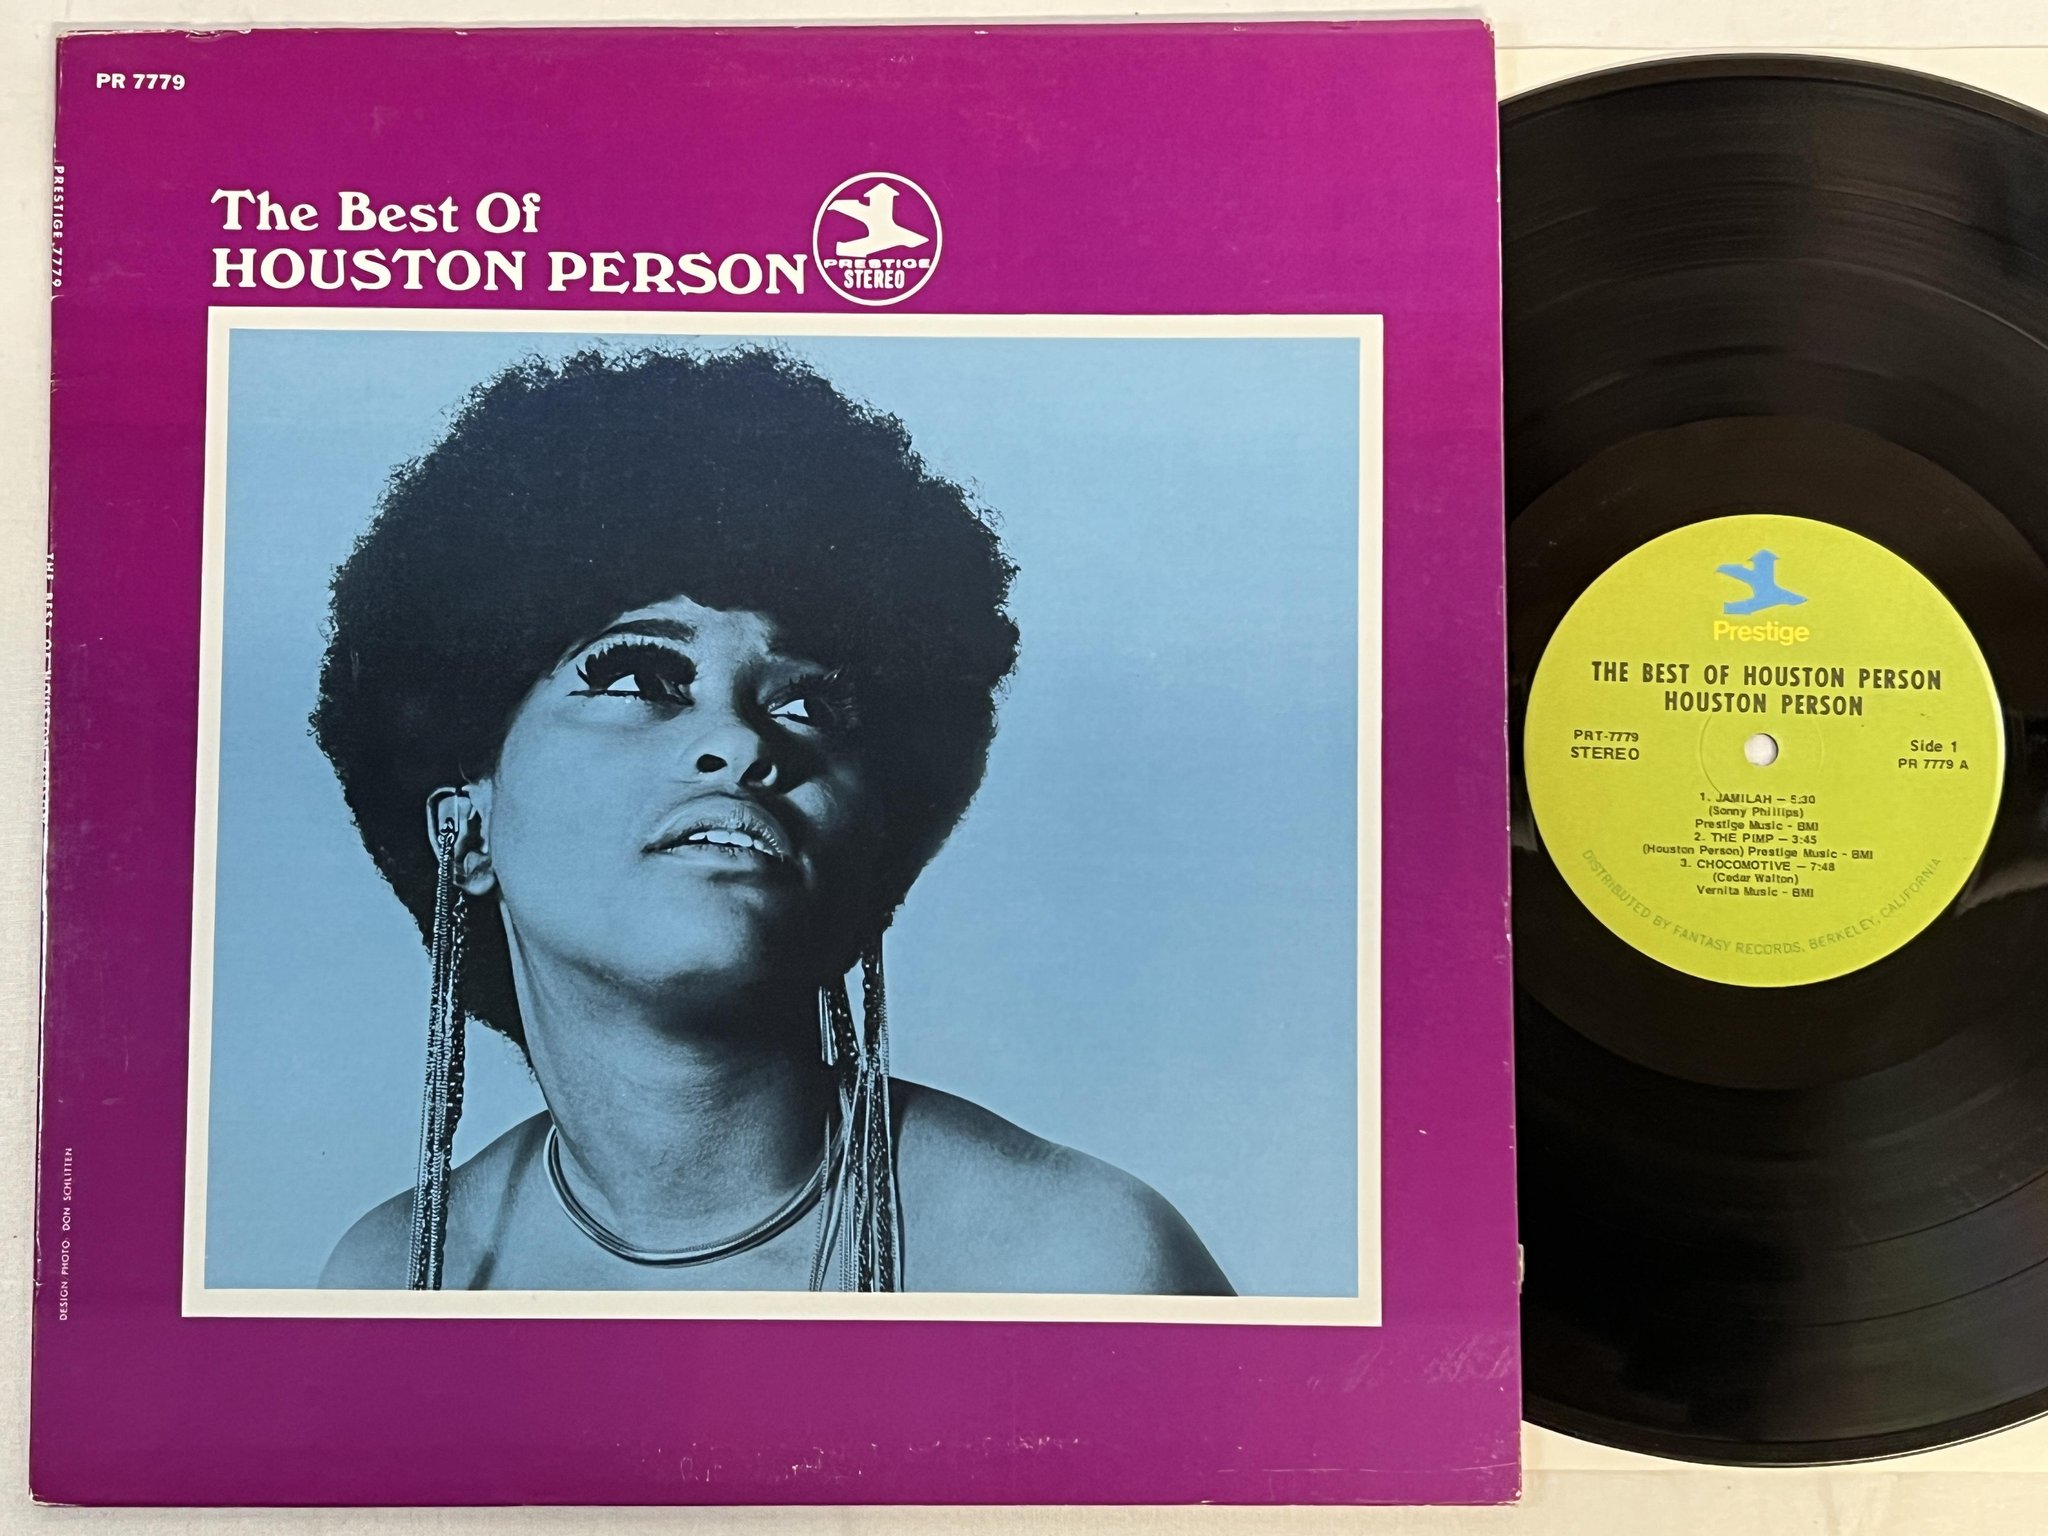 PR 7779
PRESTIGE 7779
The Best Of
HOUSTON PERSON
PRESTIGE
STEREO
DESIGN PHOTO: DON SCHLITTEN
Prestige
THE BEST OF HOUSTON PERSON
HOUSTON PERSON
PRT-7779
STEREO
Side 1
PR 7779 A
1. JAMILAH – 5:30
(Sonny Phillips)
Prestige Music - BMI
2. THE PIMP – 3:45
(Houston Person) Prestige Music - BMI
3. CHOCOMOTIVE – 7:48
(Cedar Walton)
Vernita Music - BMI
DISTRIBUTED BY FANTASY RECORDS, BERKELEY, CALIFORNIA